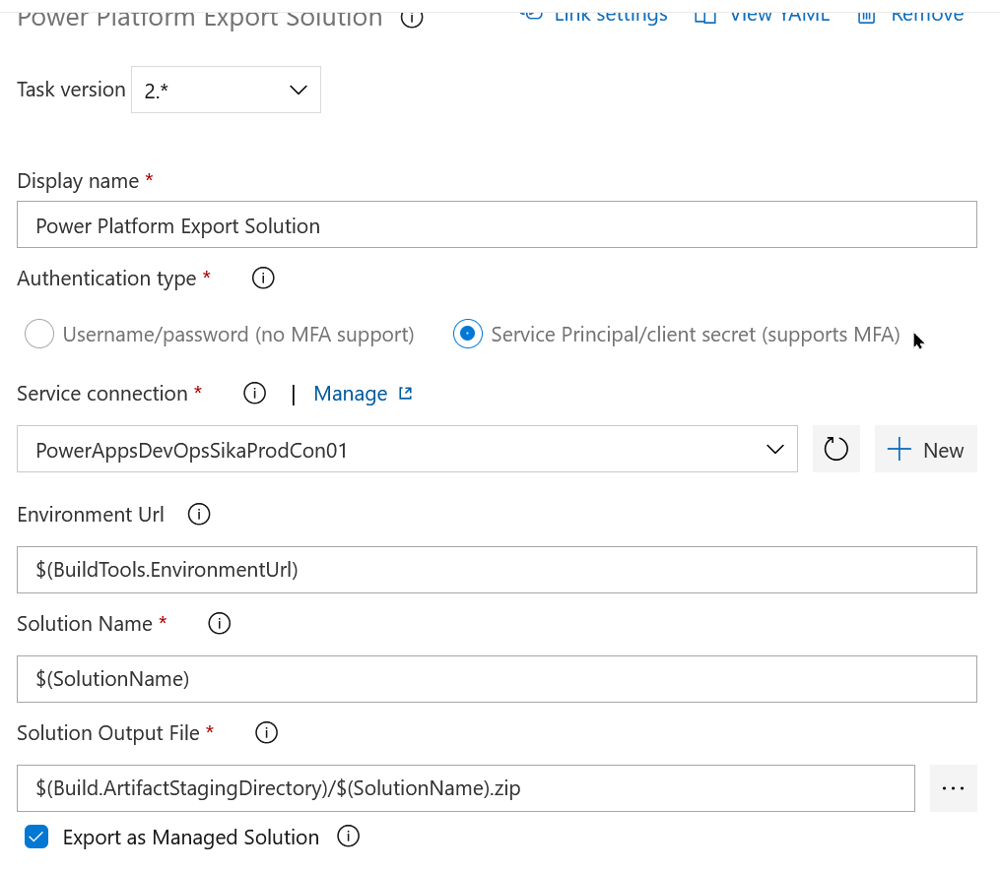 Power Platform Export Solution Link settings View YAML Remove
Task version 2.*
Display name *
Power Platform Export Solution
Authentication type *
Username/password (no MFA support) Service Principal/client secret (supports MFA)
Service connection * | Manage
PowerAppsDevOpsSikaProdCon01 New
Environment Url
$(BuildTools.EnvironmentUrl)
Solution Name *
$(SolutionName)
Solution Output File *
$(Build.ArtifactStagingDirectory)/$(SolutionName).zip ...
Export as Managed Solution